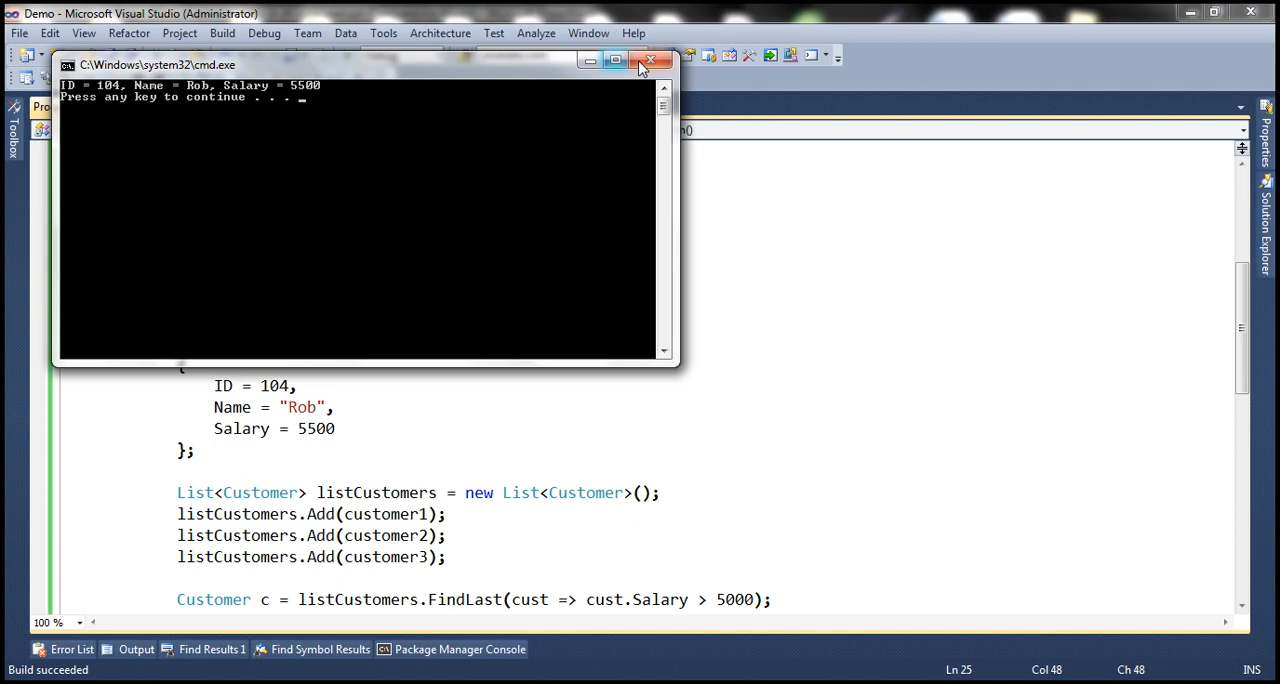 Demo - Microsoft Visual Studio (Administrator)
File Edit View Refactor Project Build Debug Team Data Tools Architecture Test Analyze Window Help
C:\Windows\system32\cmd.exe
ID = 104, Name = Rob, Salary = 5500
Press any key to continue . . . _
Toolbox
Properties
Solution Explorer
{
ID = 104,
Name = "Rob",
Salary = 5500
};
List<Customer> listCustomers = new List<Customer>();
listCustomers.Add(customer1);
listCustomers.Add(customer2);
listCustomers.Add(customer3);
Customer c = listCustomers.FindLast(cust => cust.Salary > 5000);
100 %
Error List Output Find Results 1 Find Symbol Results Package Manager Console
Build succeeded Ln 25 Col 48 Ch 48 INS